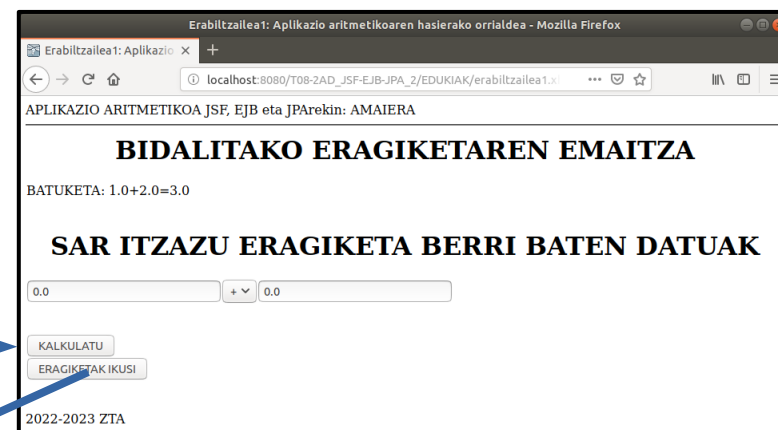 Erabiltzailea1: Aplikazio aritmetikoaren hasierako orrialdea - Mozilla Firefox
Erabiltzailea1: Aplikazio
localhost:8080/T08-2AD_JSF-EJB-JPA_2/EDUKIAK/erabiltzailea1.x
APLIKAZIO ARITMETIKOA JSF, EJB eta JPArekin: AMAIERA
BIDALITAKO ERAGIKETAREN EMAITZA
BATUKETA: 1.0+2.0=3.0
SAR ITZAZU ERAGIKETA BERRI BATEN DATUAK
0.0 + 0.0
KALKULATU
ERAGIKETAK IKUSI
2022-2023 ZTA